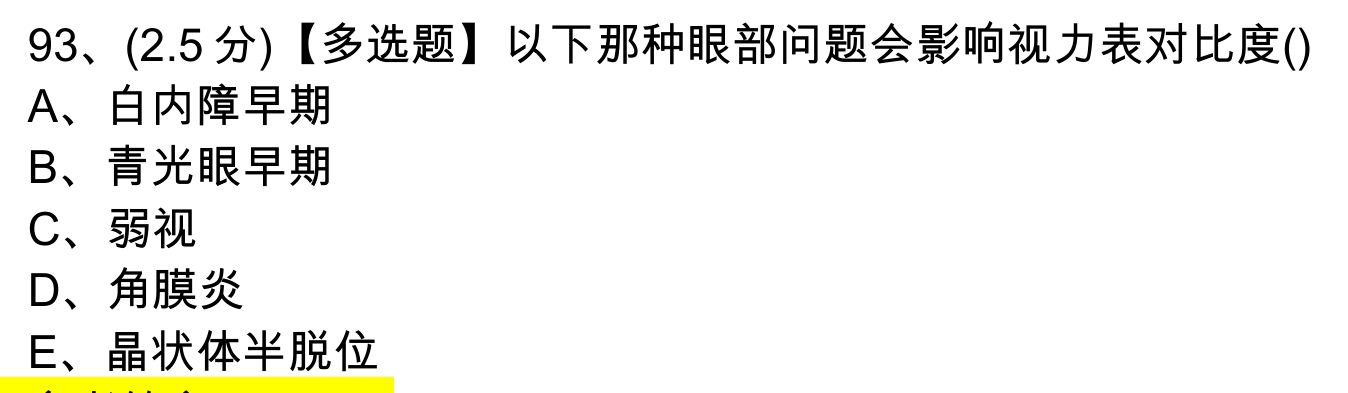 93、(2.5 分)【多选题】以下那种眼部问题会影响视力表对比度()
A、白内障早期
B、青光眼早期
C、弱视
D、角膜炎
E、晶状体半脱位